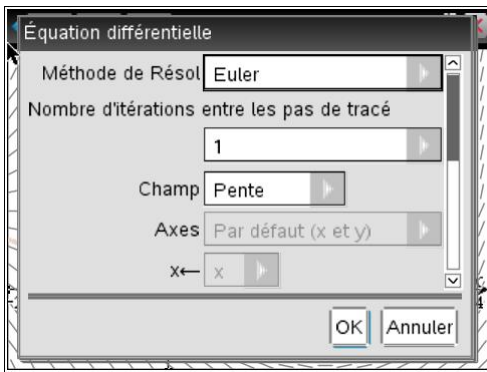 Équation différentielle
Méthode de Résol Euler
Nombre d'itérations entre les pas de tracé
1
Champ Pente
Axes Par défaut (x et y)
x← x
OK Annuler